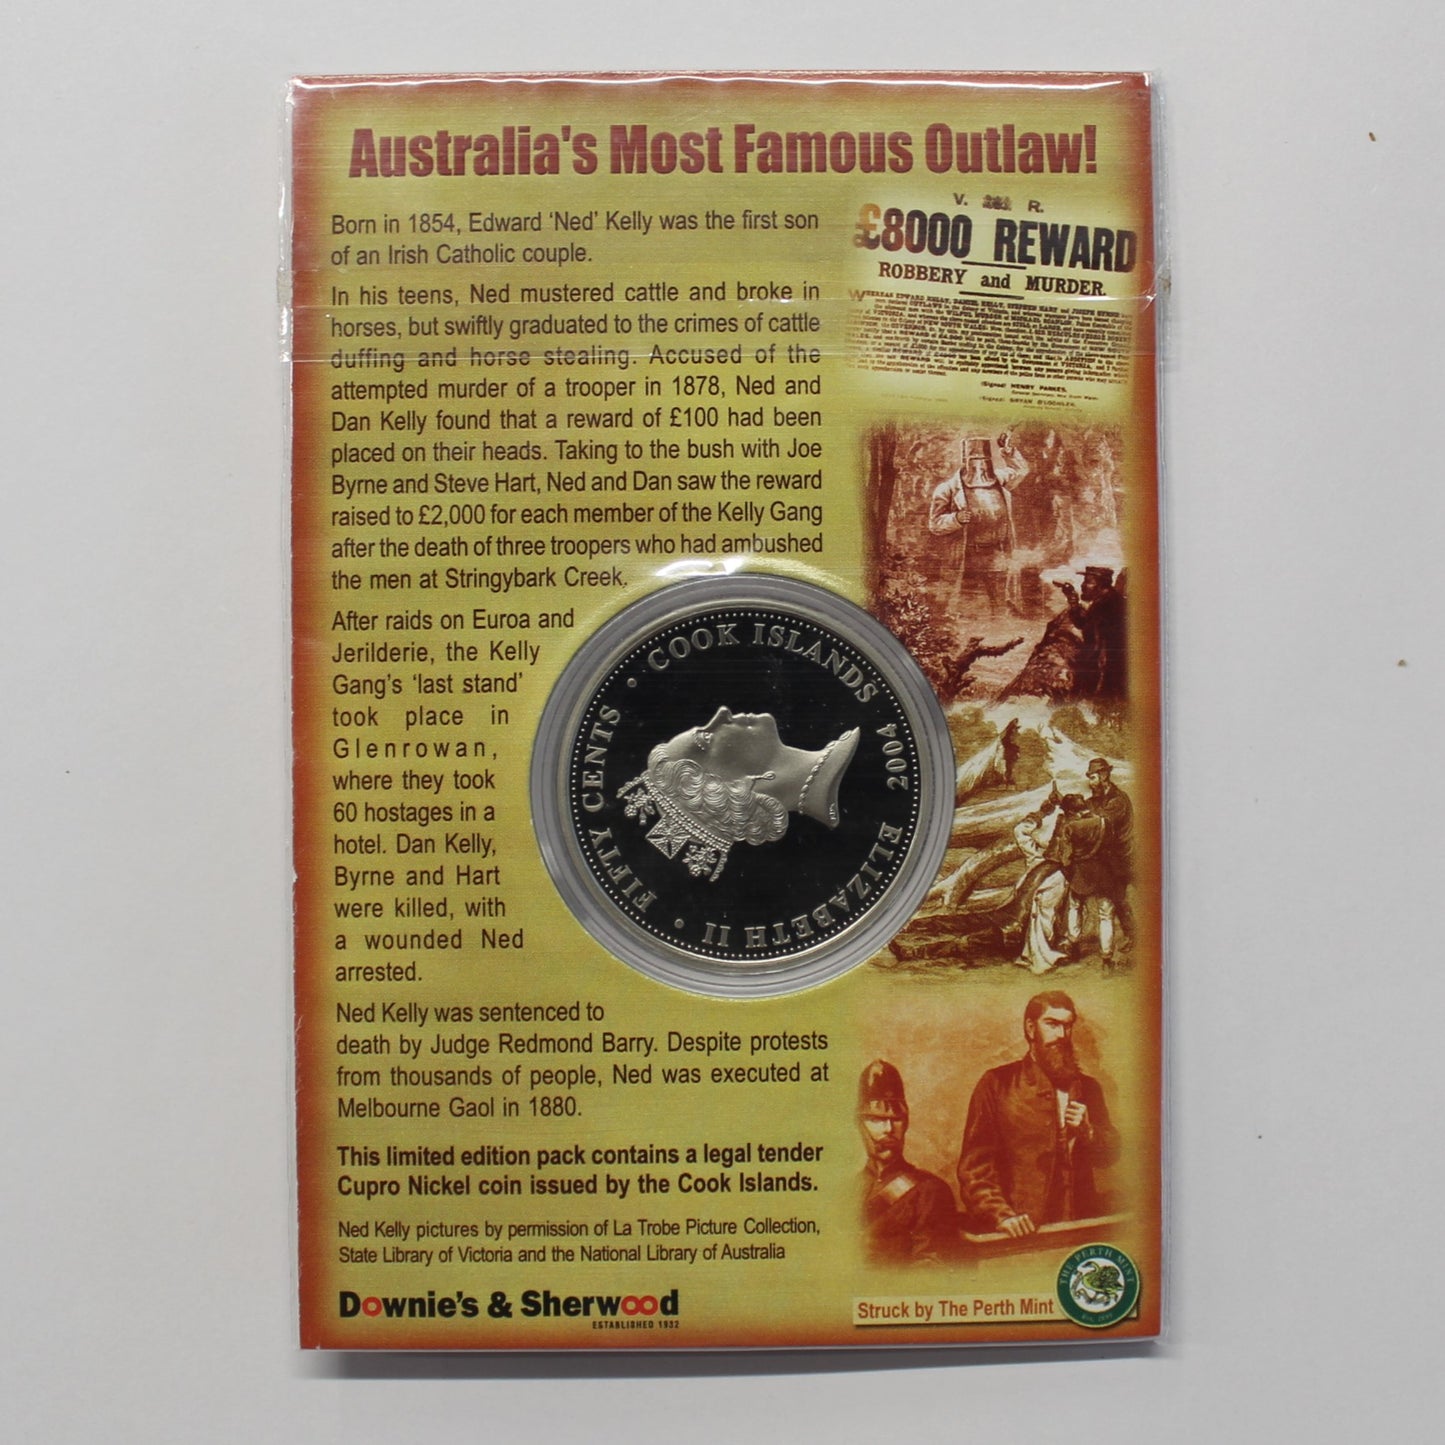 Australia's Most Famous Outlaw!
Born in 1854, Edward ‘Ned’ Kelly was the first son
of an Irish Catholic couple.
In his teens, Ned mustered cattle and broke in
horses, but swiftly graduated to the crimes of cattle
duffing and horse stealing. Accused of the
attempted murder of a trooper in 1878, Ned and
Dan Kelly found that a reward of £100 had been
placed on their heads. Taking to the bush with Joe
Byrne and Steve Hart, Ned and Dan saw the reward
raised to £2,000 for each member of the Kelly Gang
after the death of three troopers who had ambushed
the men at Stringybark Creek.
After raids on Euroa and
Jerilderie, the Kelly
Gang’s ‘last stand’
took place in
Glenrowan,
where they took
60 hostages in a
hotel. Dan Kelly,
Byrne and Hart
were killed, with
a wounded Ned
arrested.
Ned Kelly was sentenced to
death by Judge Redmond Barry. Despite protests
from thousands of people, Ned was executed at
Melbourne Gaol in 1880.
This limited edition pack contains a legal tender
Cupro Nickel coin issued by the Cook Islands.
Ned Kelly pictures by permission of La Trobe Picture Collection,
State Library of Victoria and the National Library of Australia
Downie's & Sherwood
ESTABLISHED 1932
V. R.
£8000 REWARD
ROBBERY and MURDER.
(Signed) HENRY PARKES,
COOK ISLANDS 2004 ELIZABETH II • FIFTY CENTS •
Struck by The Perth Mint
THE PERTH MINT